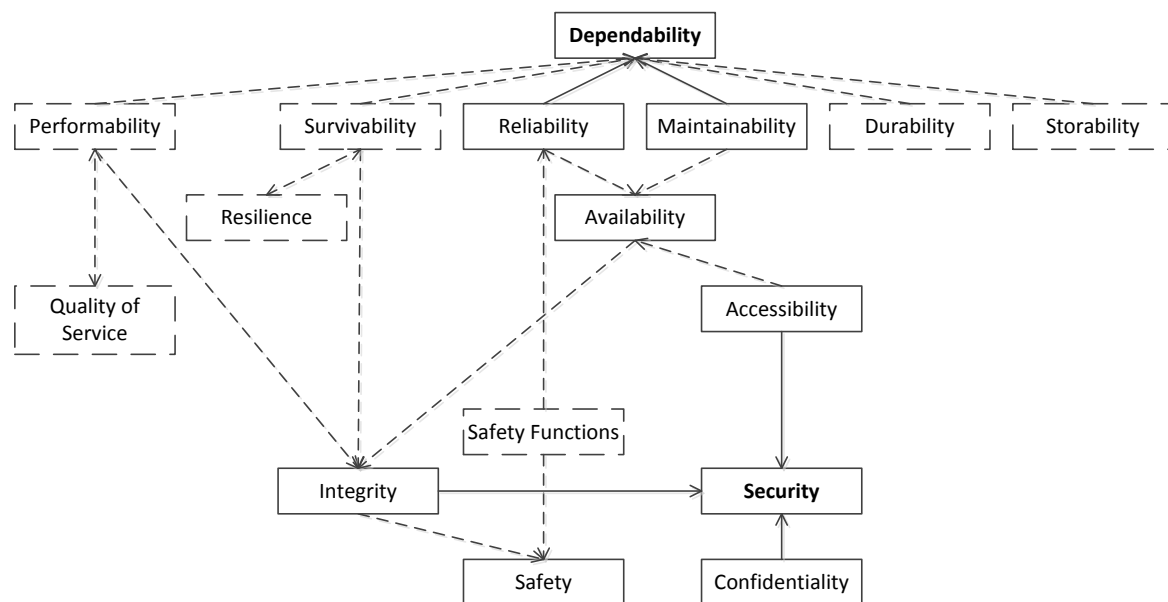 Dependability
Performability
Survivability
Reliability
Maintainability
Durability
Storability
Resilience
Availability
Quality of
Service
Accessibility
Safety Functions
Integrity
Security
Safety
Confidentiality